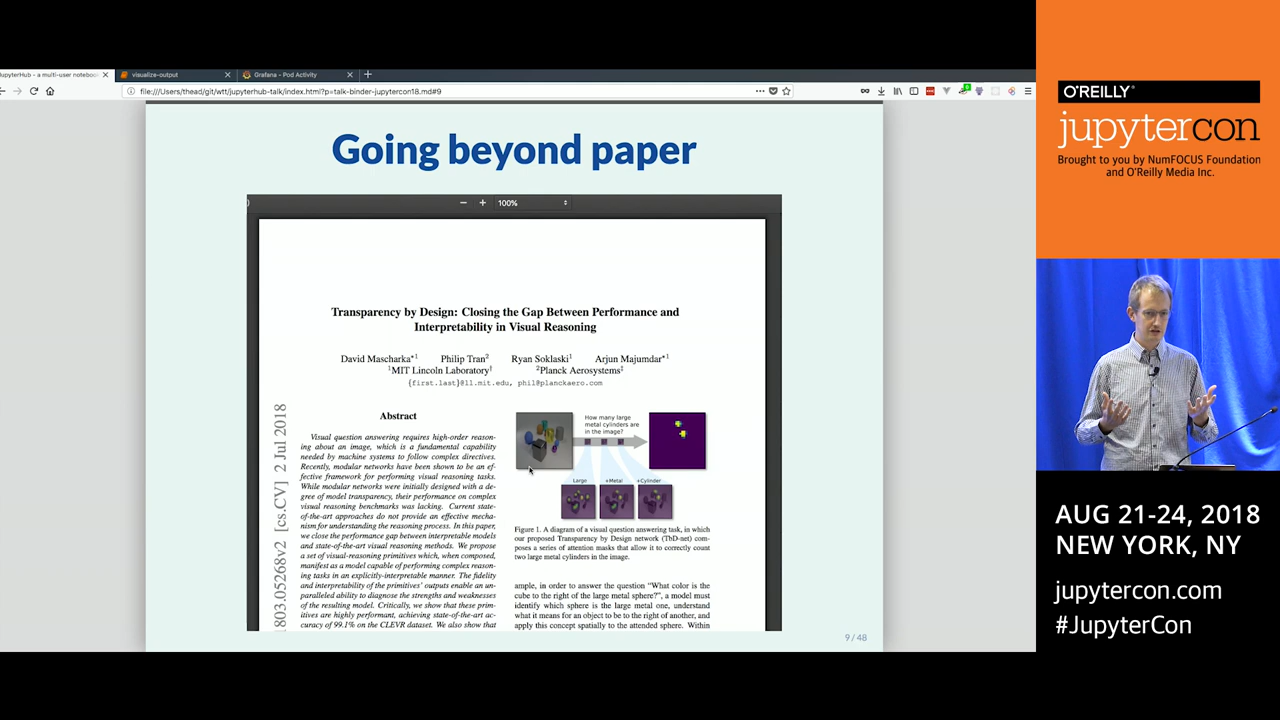 JupyterHub - a multi-user notebook
visualize-output
Grafana - Pod Activity
file:///Users/thead/git/wtt/jupyterhub-talk/index.html?p=talk-binder-jupytercon18.md#9
Going beyond paper
100%
Transparency by Design: Closing the Gap Between Performance and
Interpretability in Visual Reasoning
David Mascharka*1 Philip Tran2 Ryan Soklaski1 Arjun Majumdar*1
1MIT Lincoln Laboratory† 2Planck Aerosystems‡
{first.last}@ll.mit.edu, phil@planckaero.com
1803.05268v2 [cs.CV] 2 Jul 2018
Abstract
Visual question answering requires high-order reason-
ing about an image, which is a fundamental capability
needed by machine systems to follow complex directives.
Recently, modular networks have been shown to be an ef-
fective framework for performing visual reasoning tasks.
While modular networks were initially designed with a de-
gree of model transparency, their performance on complex
visual reasoning benchmarks was lacking. Current state-
of-the-art approaches do not provide an effective mecha-
nism for understanding the reasoning process. In this paper,
we close the performance gap between interpretable models
and state-of-the-art visual reasoning methods. We propose
a set of visual-reasoning primitives which, when composed,
manifest as a model capable of performing complex reason-
ing tasks in an explicitly-interpretable manner. The fidelity
and interpretability of the primitives' outputs enable an un-
paralleled ability to diagnose the strengths and weaknesses
of the resulting model. Critically, we show that these prim-
itives are highly performant, achieving state-of-the-art ac-
curacy of 99.1% on the CLEVR dataset. We also show that
How many large
metal cylinders are
in the image?
Large +Metal +Cylinder
Figure 1. A diagram of a visual question answering task, in which
our proposed Transparency by Design network (TbD-net) com-
poses a series of attention masks that allow it to correctly count
two large metal cylinders in the image.
ample, in order to answer the question "What color is the
cube to the right of the large metal sphere?", a model must
identify which sphere is the large metal one, understand
what it means for an object to be to the right of another, and
apply this concept spatially to the attended sphere. Within
9 / 48
O'REILLY®
jupytercon
Brought to you by NumFOCUS Foundation
and O'Reilly Media Inc.
AUG 21-24, 2018
NEW YORK, NY
jupytercon.com
#JupyterCon